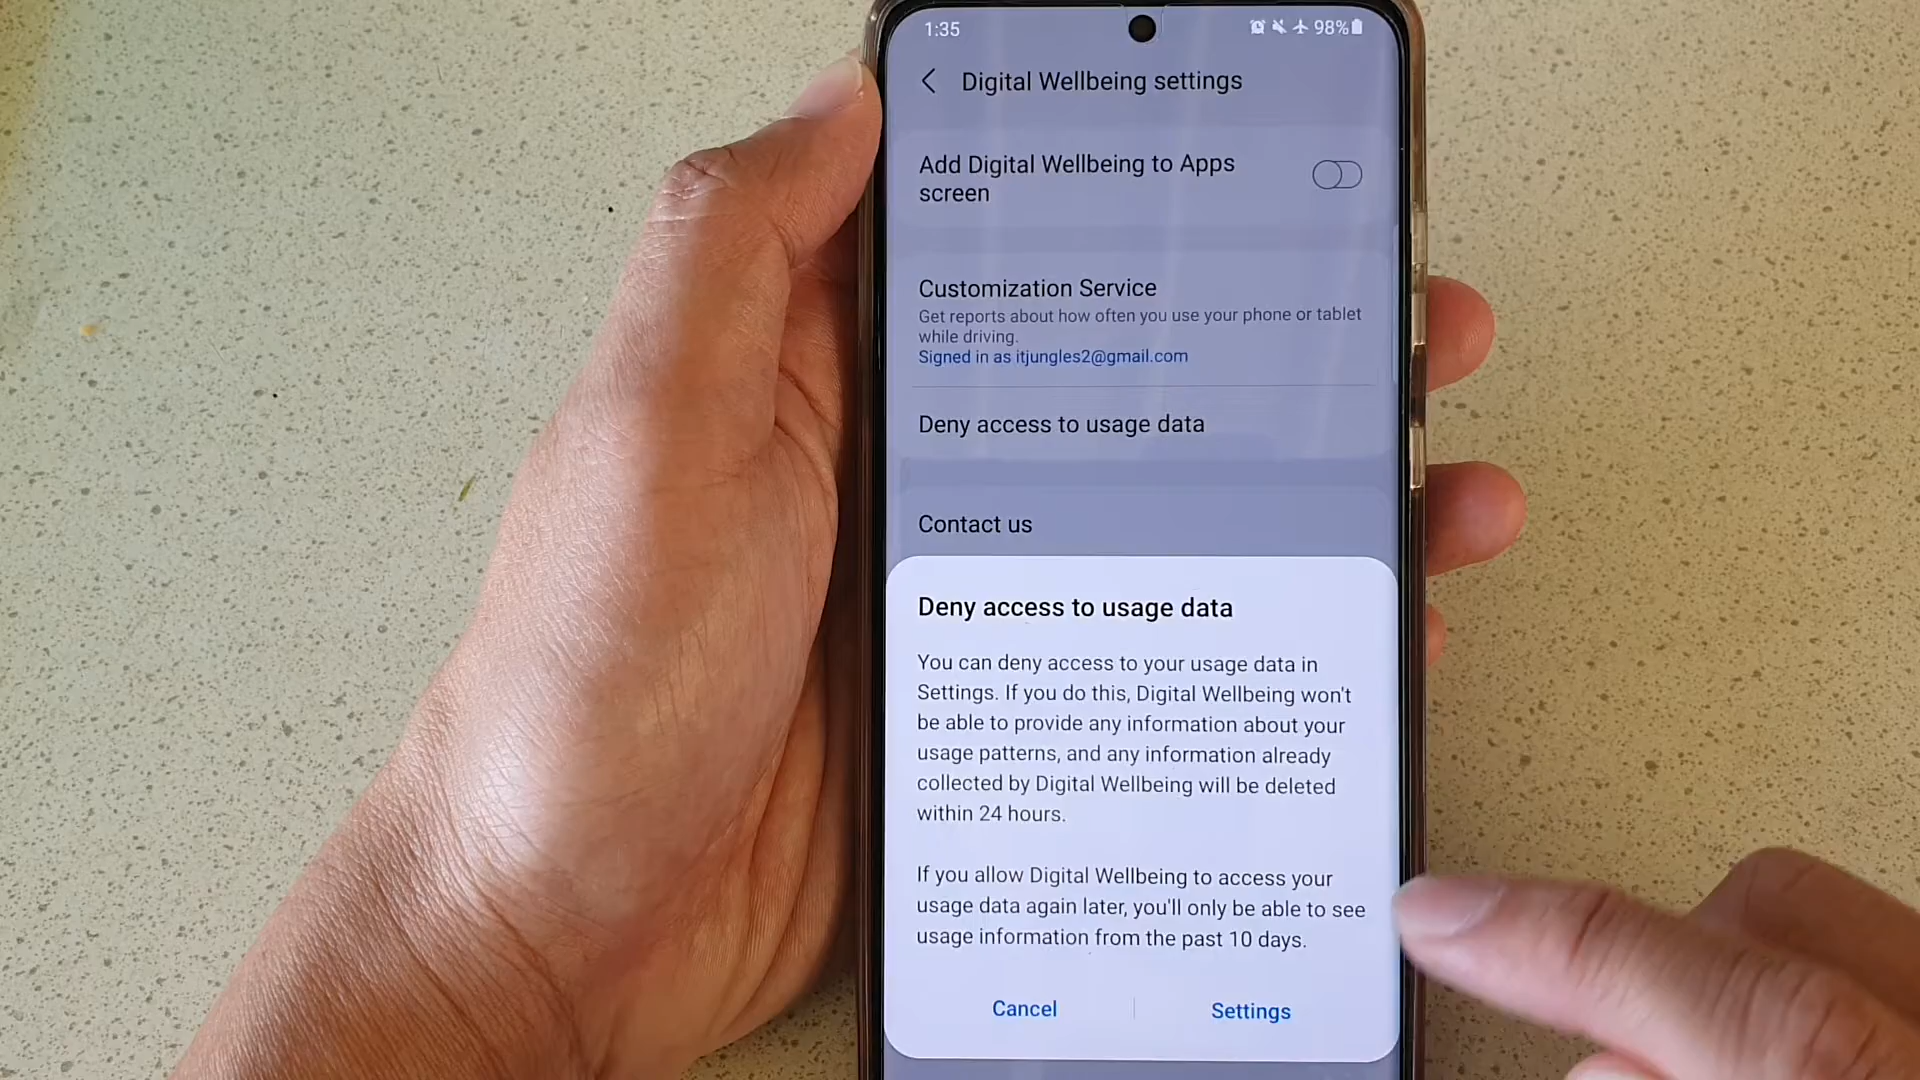 1:35
98%
Digital Wellbeing settings
Add Digital Wellbeing to Apps
screen
Customization Service
Get reports about how often you use your phone or tablet
while driving.
Signed in as itjungles2@gmail.com
Deny access to usage data
Contact us
Deny access to usage data
You can deny access to your usage data in
Settings. If you do this, Digital Wellbeing won't
be able to provide any information about your
usage patterns, and any information already
collected by Digital Wellbeing will be deleted
within 24 hours.
If you allow Digital Wellbeing to access your
usage data again later, you'll only be able to see
usage information from the past 10 days.
Cancel
Settings